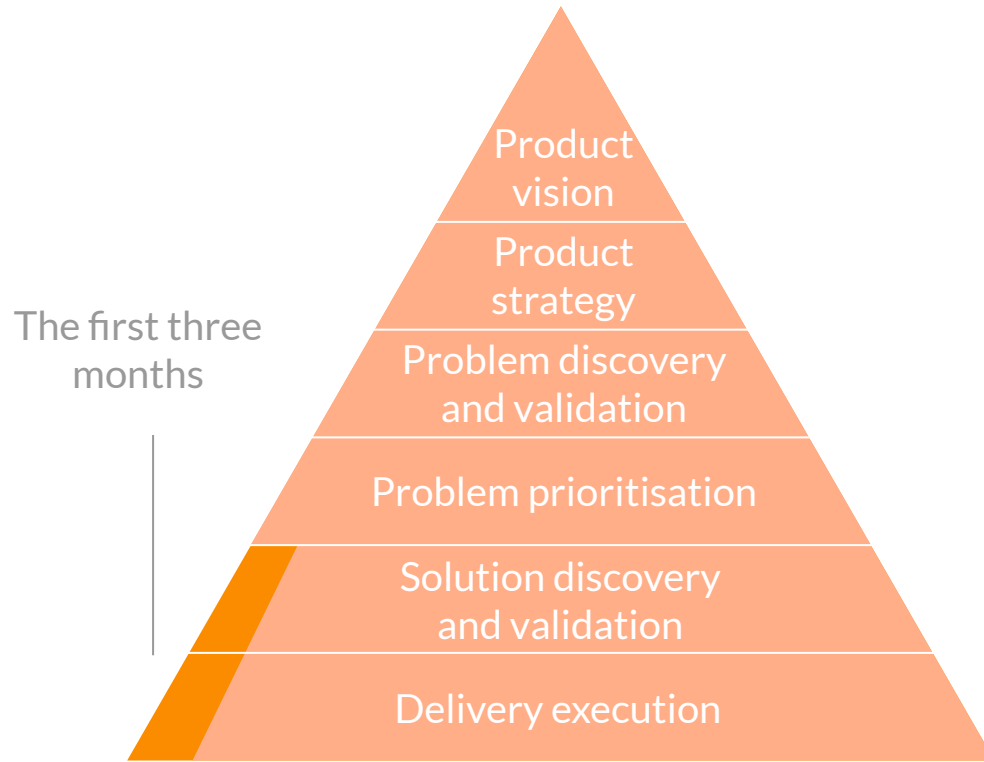 Product
vision
Product
strategy
The first three
months
Problem discovery
and validation
Problem prioritisation
Solution discovery
and validation
Delivery execution